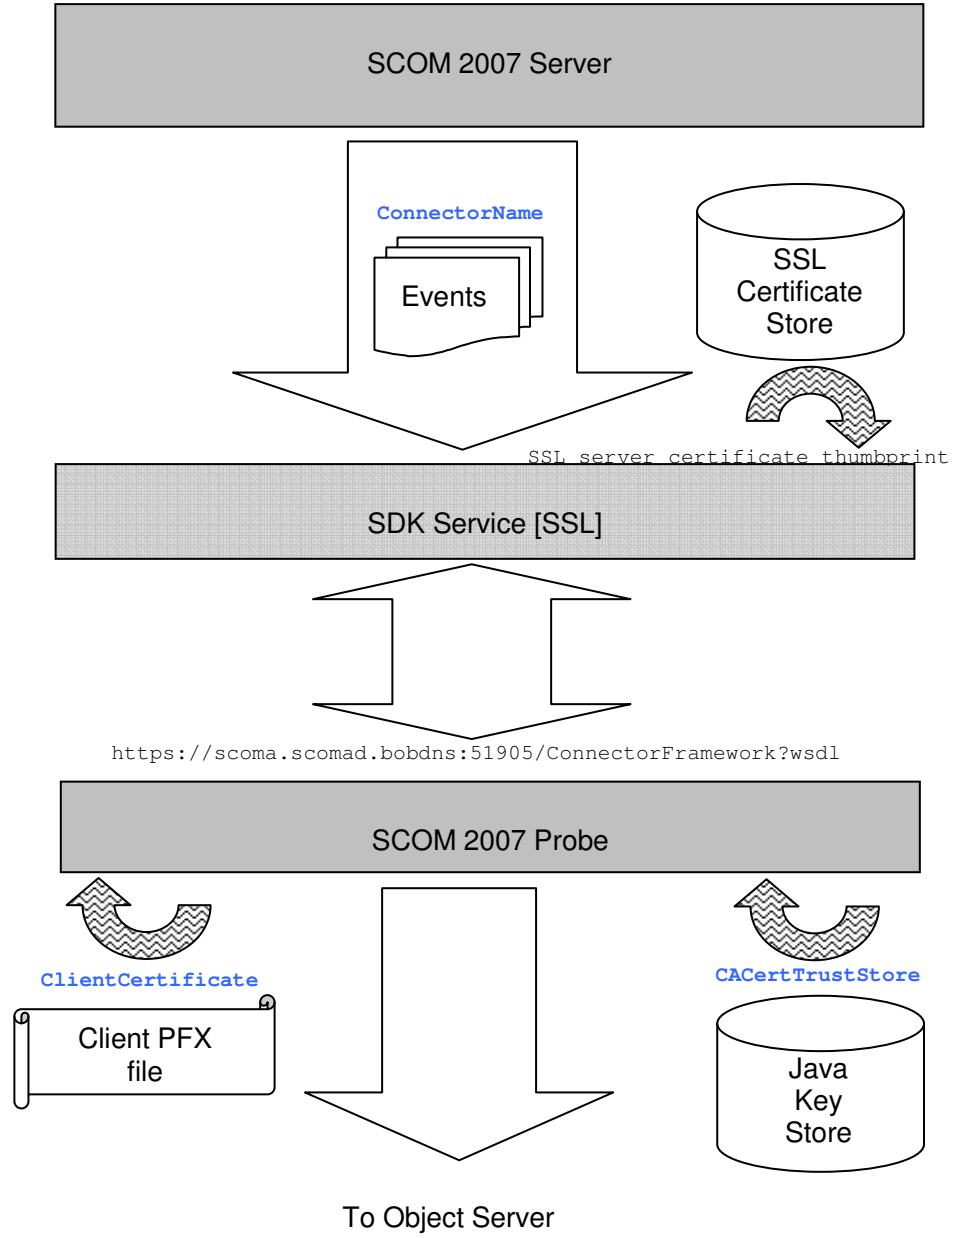 SCOM 2007 Server
ConnectorName
Events
SSL
Certificate
Store
SSL server certificate thumbprint
SDK Service [SSL]
https://scoma.scomad.bobdns:51905/ConnectorFramework?wsdl
SCOM 2007 Probe
ClientCertificate
CACertTrustStore
Client PFX
file
Java
Key
Store
To Object Server